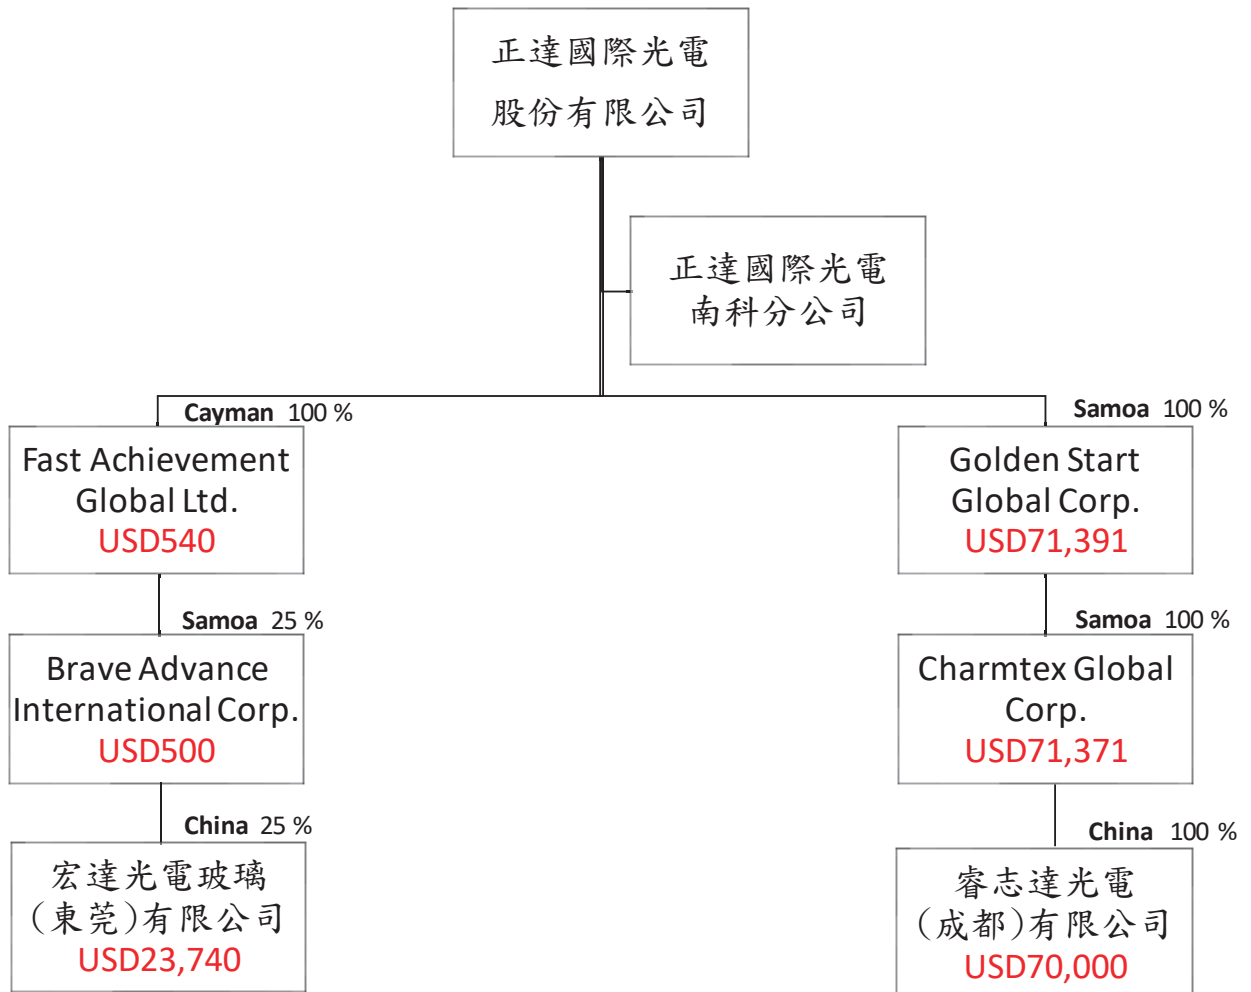 正達國際光電
股份有限公司
正達國際光電
南科分公司
Cayman 100 %
Fast Achievement
Global Ltd.
USD540
Samoa 100 %
Golden Start
Global Corp.
USD71,391
Samoa 25 %
Brave Advance
International Corp.
USD500
Samoa 100 %
Charmtex Global
Corp.
USD71,371
China 25 %
宏達光電玻璃
(東莞)有限公司
USD23,740
China 100 %
睿志達光電
(成都)有限公司
USD70,000